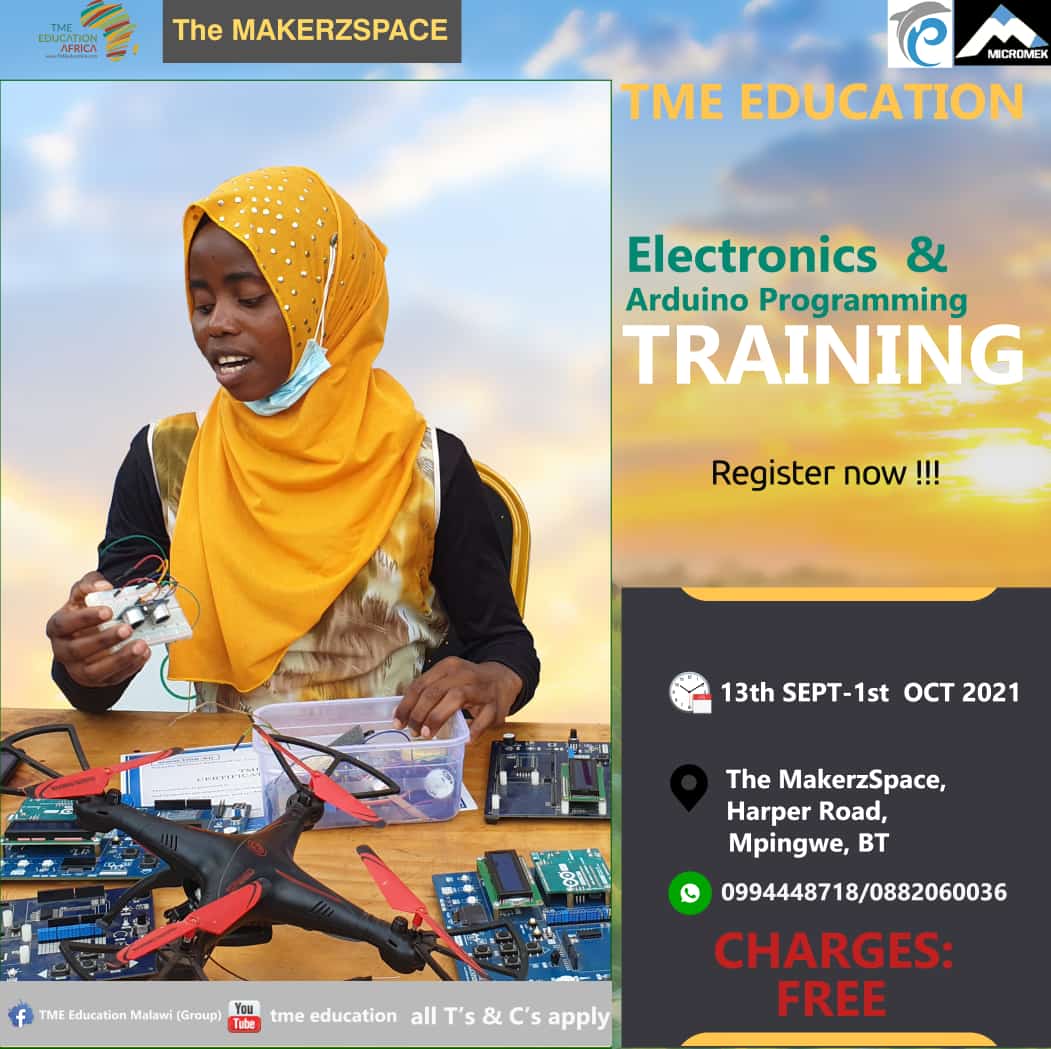 TME
EDUCATION
AFRICA
The MAKERZSPACE
MICROMEK
TME EDUCATION
Electronics &
Arduino Programming
TRAINING
Register now !!!
13th SEPT-1st OCT 2021
The MakerzSpace,
Harper Road,
Mpingwe, BT
0994448718/0882060036
CHARGES:
FREE
TME Education Malawi (Group)
You
Tube
tme education
all T's & C's apply